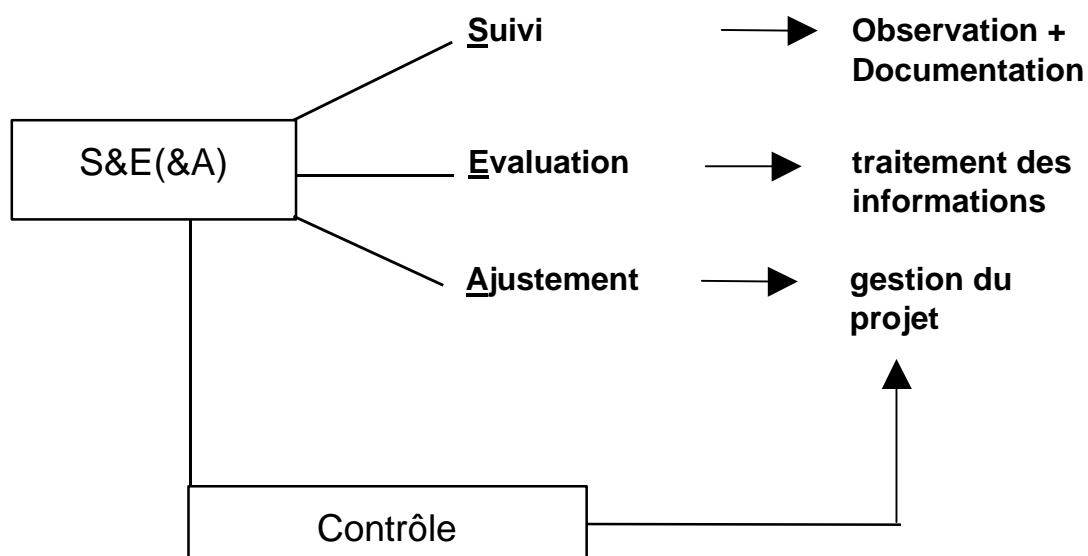 Suivi
Observation +
Documentation
S&E(&A)
Evaluation
traitement des
informations
Ajustement
gestion du
projet
Contrôle